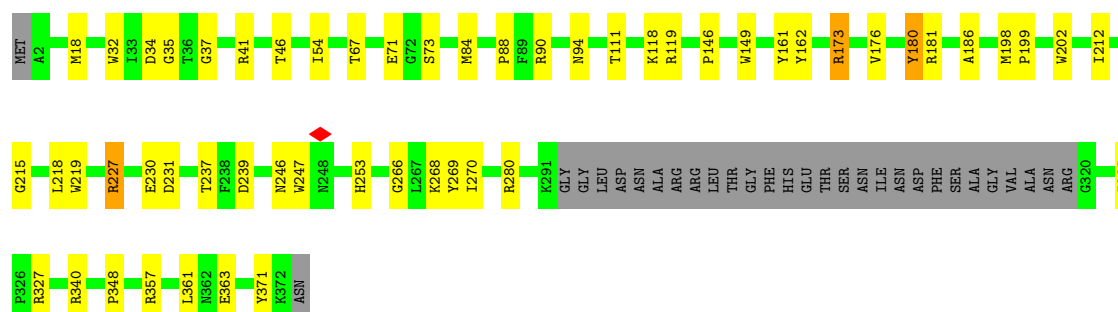 MET A2 M18 W32 I33 D34 G35 T36 G37 R41 T46 I54 T67 E71 G72 S73 M84 P88 F89 R90 N94 T111 K118 R119 P146 W149 Y161 Y162 R173 V176 Y180 R181 A186 M198 P199 W202 I212
G215 L218 W219 R227 E230 D231 T237 F238 D239 N246 W247 N248 H253 G266 L267 K268 Y269 I270 R280 K291 GLY GLY LEU ASP ASN ALA ARG ARG LEU THR GLY PHE HIS GLU THR SER ASN ILE ASN ASP PHE SER ALA GLY VAL ALA ASN ARG G320
P326 R327 R340 P348 R357 L361 N362 E363 Y371 K372 ASN